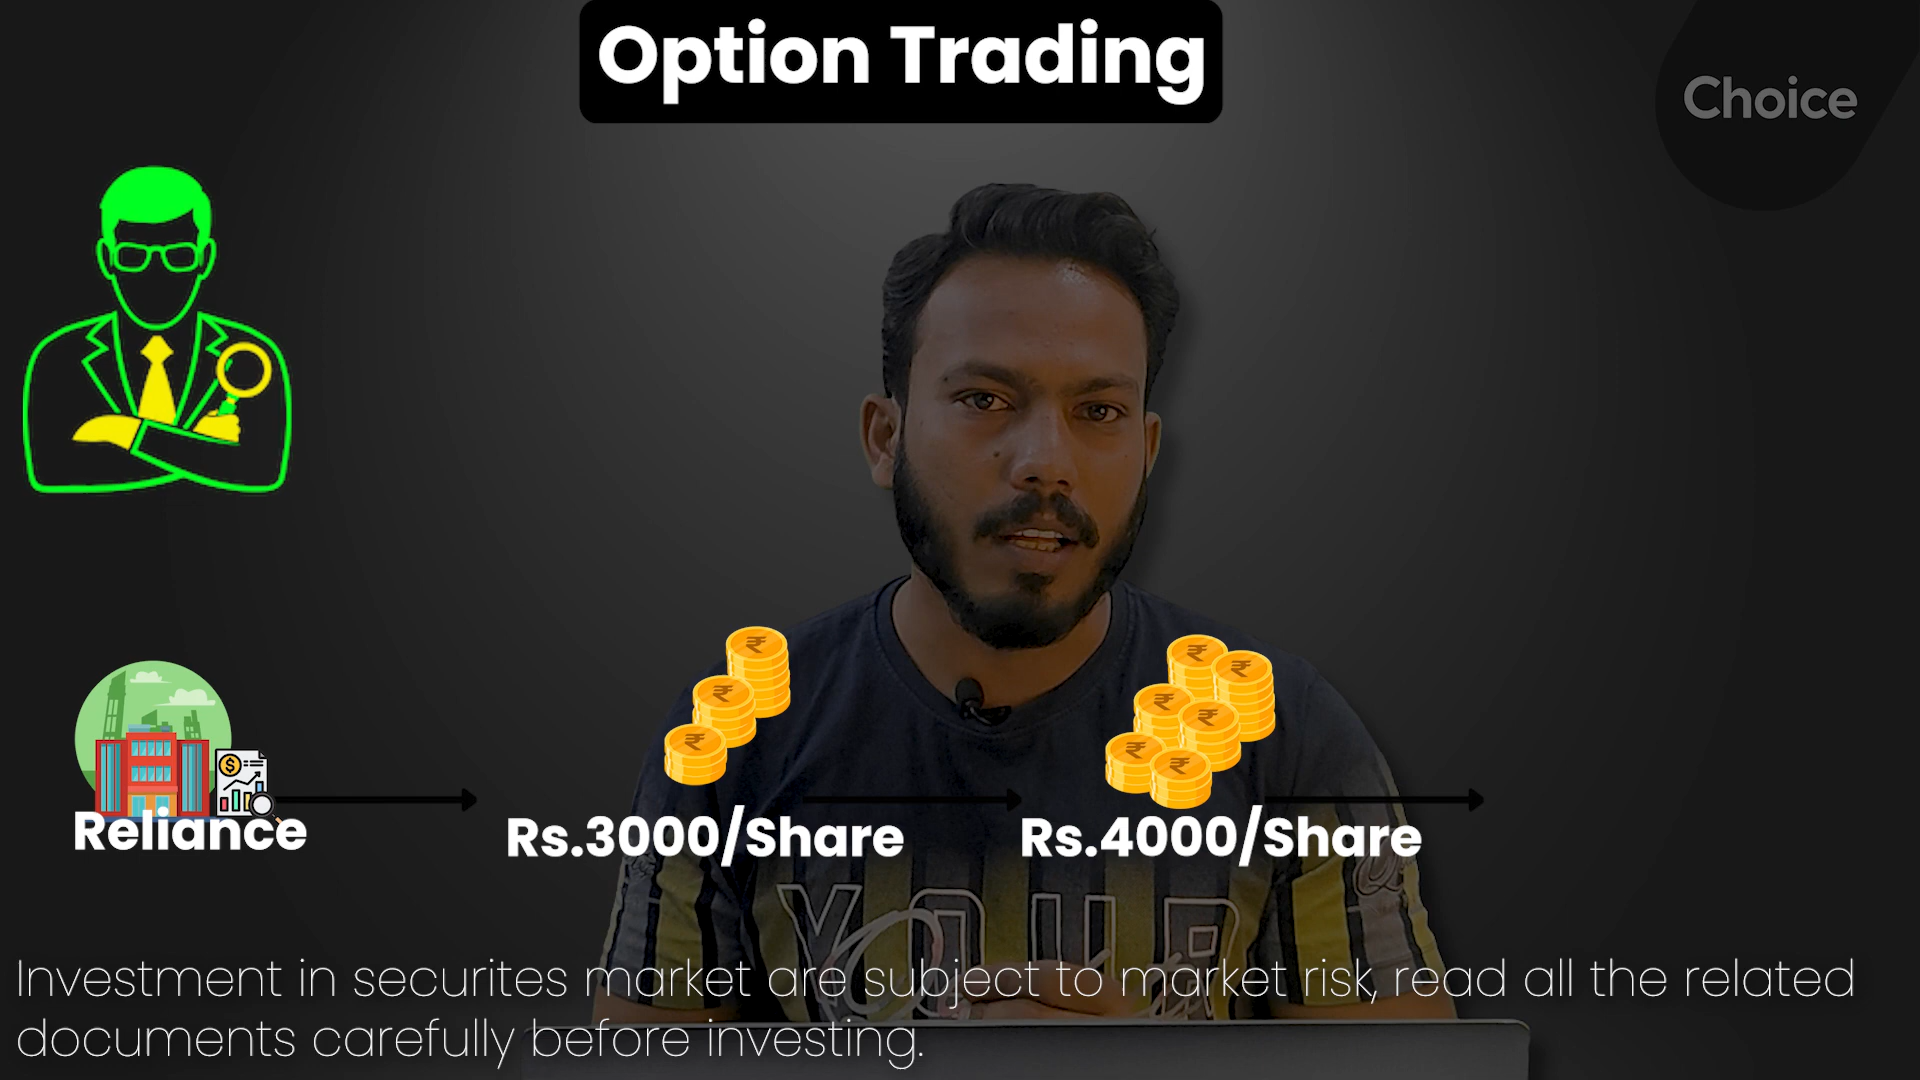 Option Trading
Choice
Reliance
Rs.3000/Share
Rs.4000/Share
YOUR
Investment in securites market are subject to market risk, read all the related
documents carefully before investing.